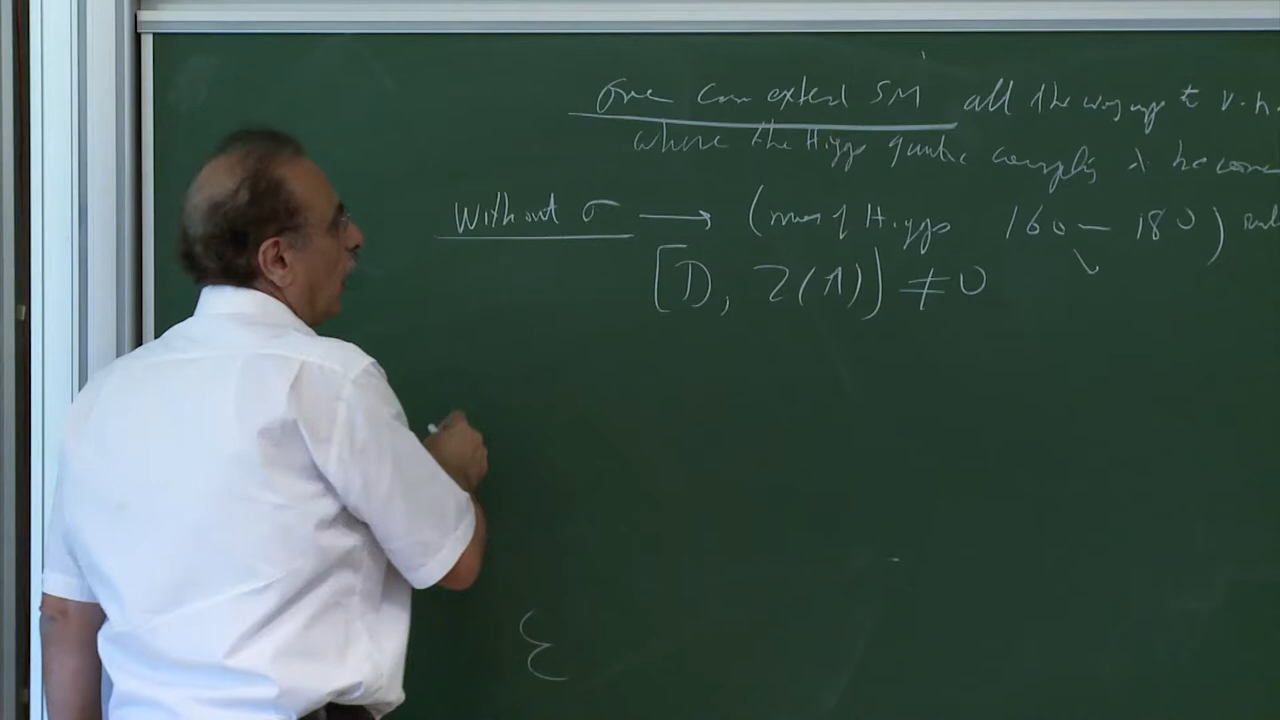 one can extend SM all the way up to v.h.
where the Higgs quartic coupling λ become
Without σ → (mass of Higgs 160 — 180)
[D, Z(A)] ≠ 0
ξ